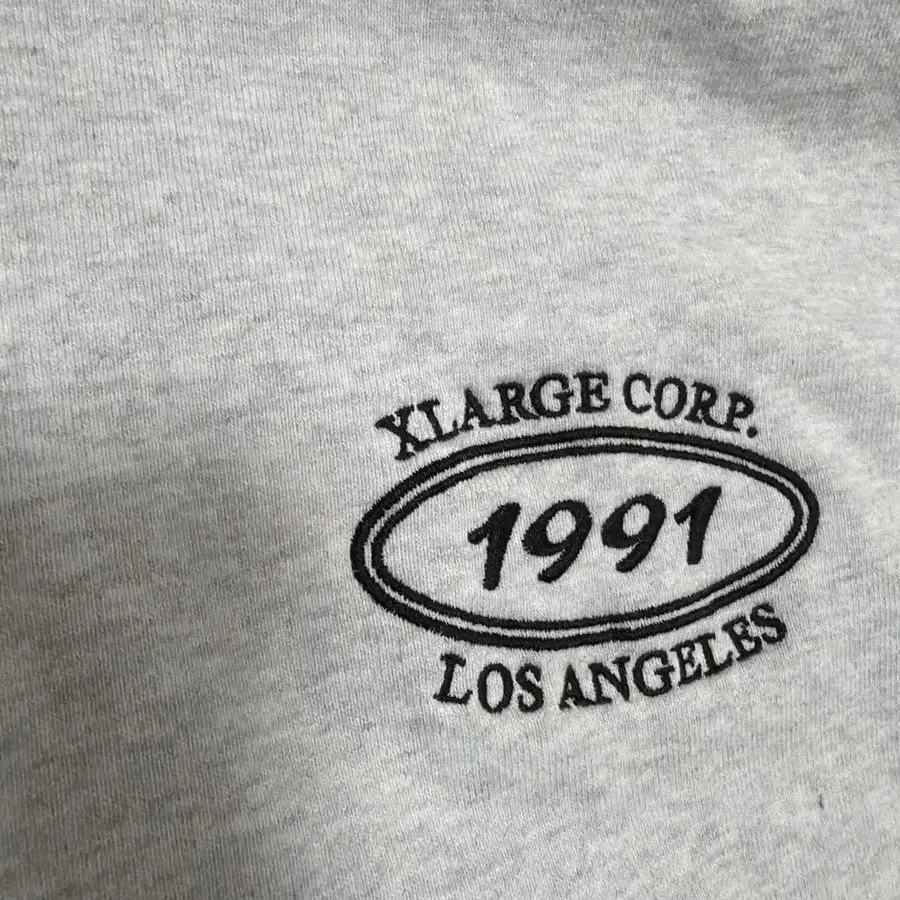 XLARGE CORP.
1991
LOS ANGELES